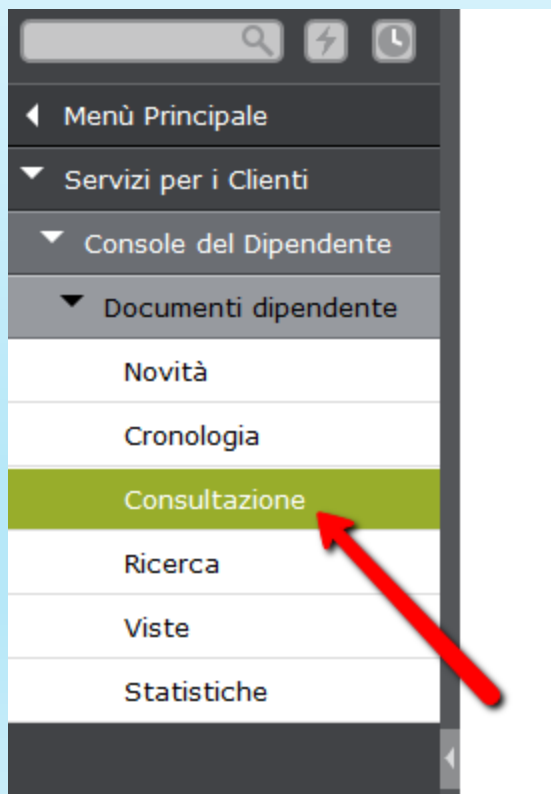 Menù Principale
Servizi per i Clienti
Console del Dipendente
Documenti dipendente
Novità
Cronologia
Consultazione
Ricerca
Viste
Statistiche